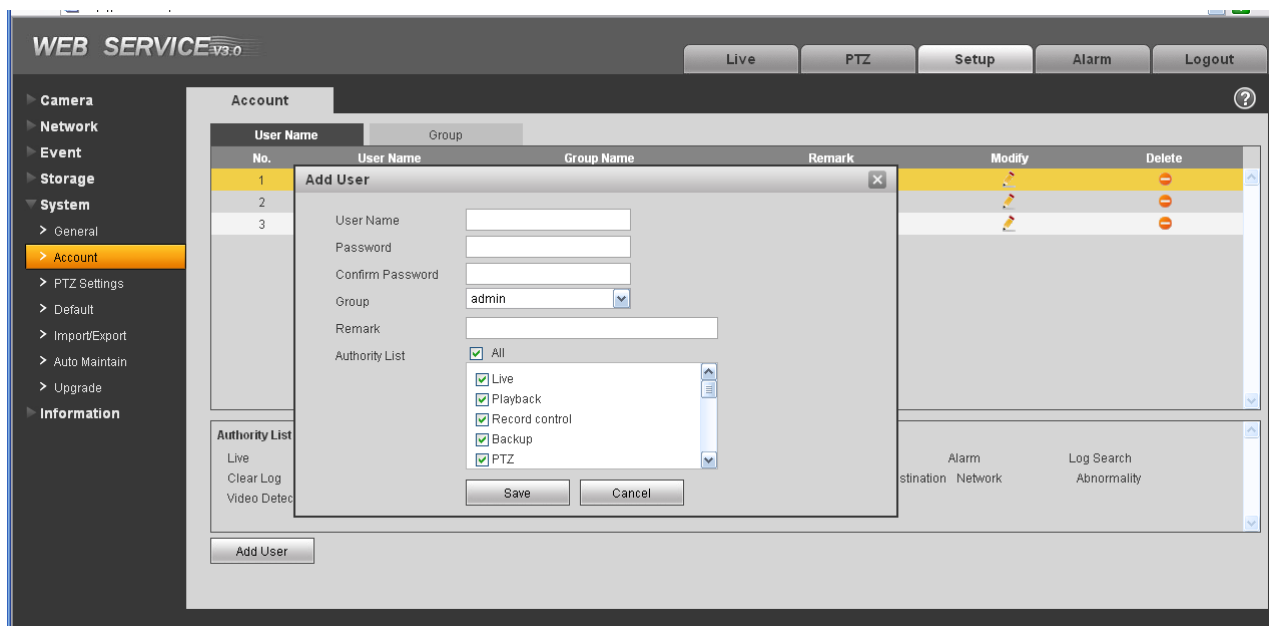 WEB SERVICE V3.0
Live PTZ Setup Alarm Logout
Camera
Network
Event
Storage
System
General
Account
PTZ Settings
Default
Import/Export
Auto Maintain
Upgrade
Information
Account
User Name Group
No. User Name Group Name Remark Modify Delete
1
2
3
Add User
User Name
Password
Confirm Password
Group admin
Remark
Authority List All
Live
Playback
Record control
Backup
PTZ
Save Cancel
Authority List
Live Alarm Log Search
Clear Log stination Network Abnormality
Video Detec
Add User